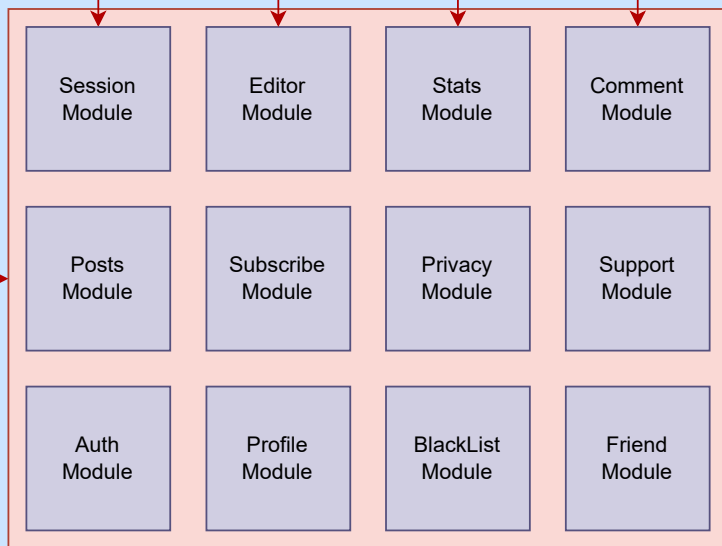 Session
Module
Editor
Module
Stats
Module
Comment
Module
Posts
Module
Subscribe
Module
Privacy
Module
Support
Module
Auth
Module
Profile
Module
BlackList
Module
Friend
Module